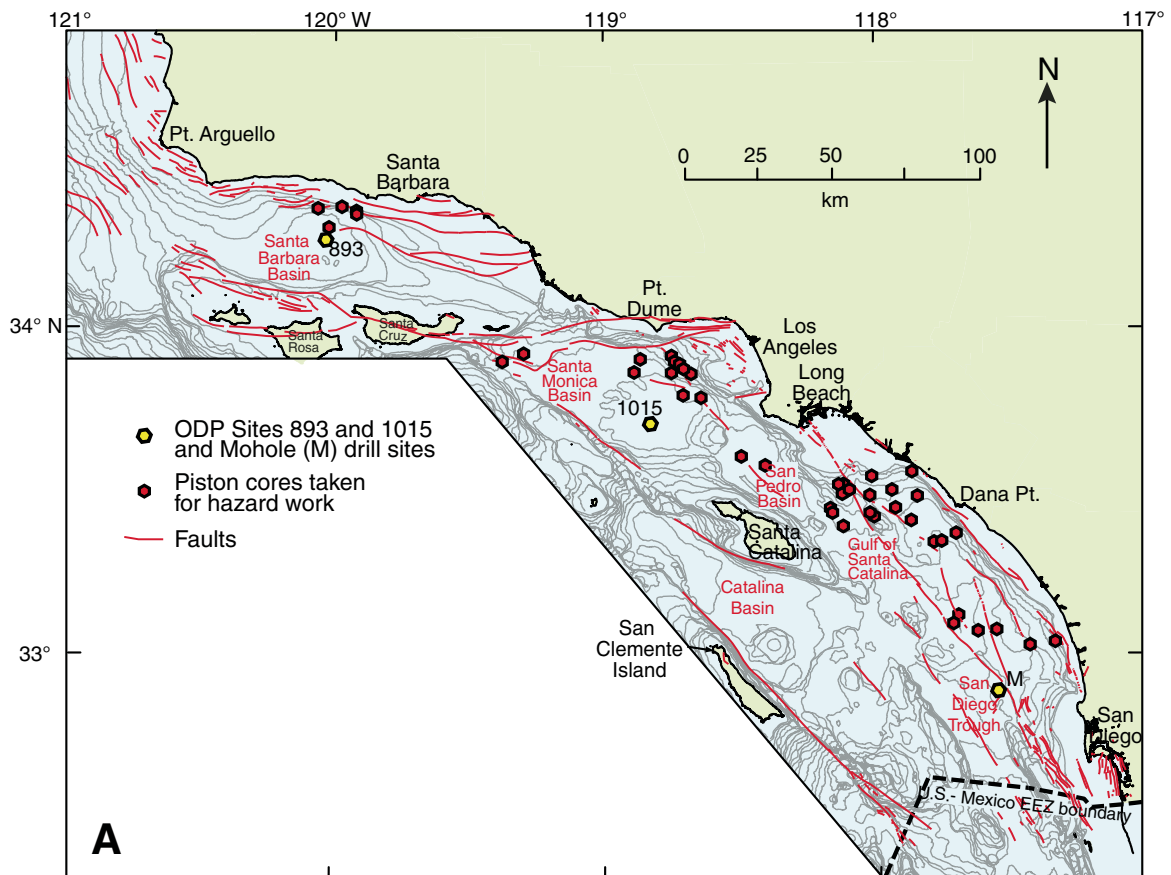 121°
120°W
119°
118°
117°
N
Pt. Arguello
Santa
Barbara
0
25
50
100
km
893
Santa
Barbara
Basin
Pt.
Dume
34° N
Santa
Rosa
Santa
Cruz
Los
Angeles
Long
Beach
Santa
Monica
Basin
1015
ODP Sites 893 and 1015
and Mohole (M) drill sites
Piston cores taken
for hazard work
Faults
San
Pedro
Basin
Dana Pt.
Santa
Catalina
Gulf of
Santa
Catalina
Catalina
Basin
San
Clemente
Island
33°
M
San
Diego
Trough
San
Diego
U.S.- Mexico EEZ boundary
A